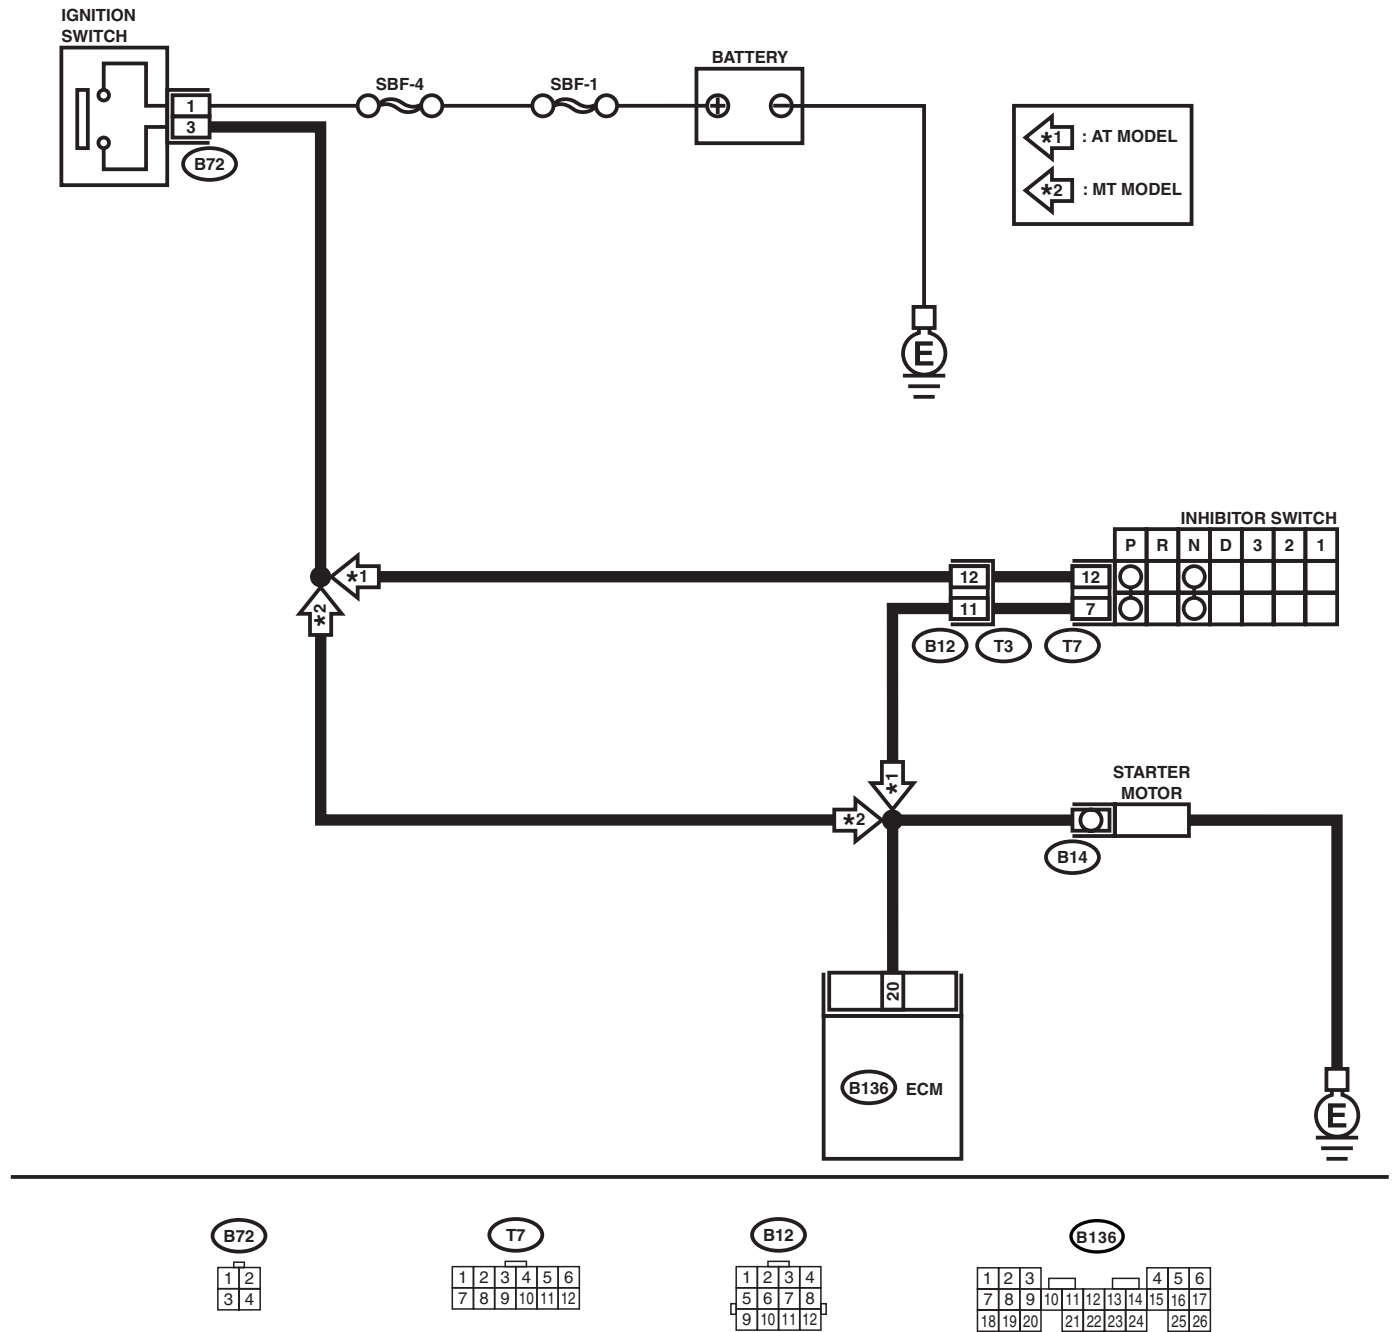 IGNITION
SWITCH
BATTERY
SBF-4
SBF-1
1
3
B72
*1 : AT MODEL
*2 : MT MODEL
E
INHIBITOR SWITCH
P R N D 3 2 1
*1
12
12
*2
11
7
B12
T3
T7
*1
STARTER
MOTOR
*2
B14
20
B136 ECM
E
B72
T7
B12
B136
1 2
3 4
1 2 3 4 5 6
7 8 9 10 11 12
1 2 3 4
5 6 7 8
9 10 11 12
1 2 3 4 5 6
7 8 9 10 11 12 13 14 15 16 17
18 19 20 21 22 23 24 25 26